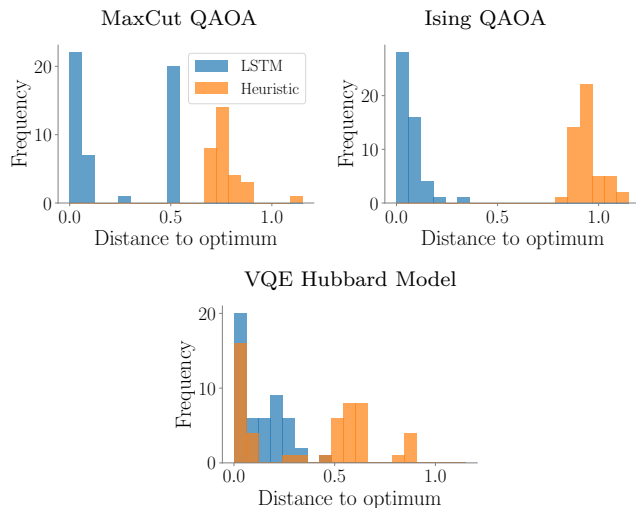 MaxCut QAOA
Frequency
20
10
0
0.0 0.5 1.0
Distance to optimum
LSTM
Heuristic
Ising QAOA
Frequency
20
10
0
0.0 0.5 1.0
Distance to optimum
VQE Hubbard Model
Frequency
20
10
0
0.0 0.5 1.0
Distance to optimum